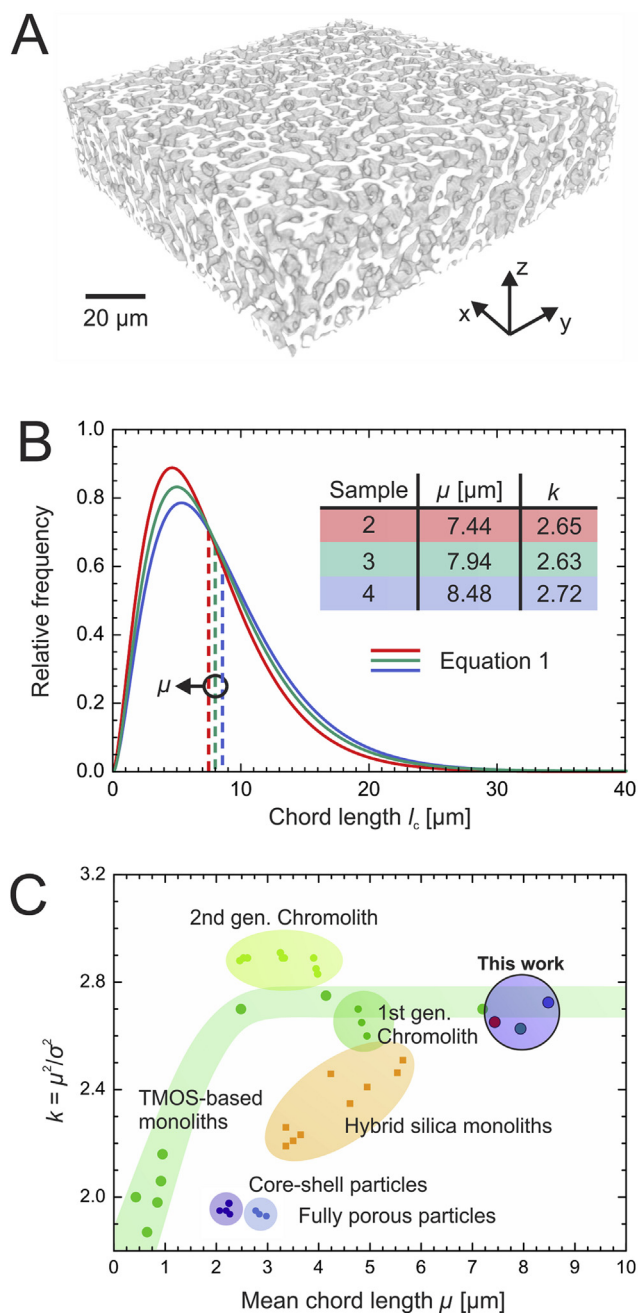 A
20 µm
z
x
y
B
1.0
0.8
0.6
0.4
0.2
0.0
Relative frequency
Sample µ [µm] k
2 7.44 2.65
3 7.94 2.63
4 8.48 2.72
Equation 1
µ
0 10 20 30 40
Chord length lc [µm]
C
3.2
2.8
2.4
2.0
k = µ²/σ²
2nd gen. Chromolith
This work
1st gen.
Chromolith
TMOS-based
monoliths
Hybrid silica monoliths
Core-shell particles
Fully porous particles
0 1 2 3 4 5 6 7 8 9 10
Mean chord length µ [µm]